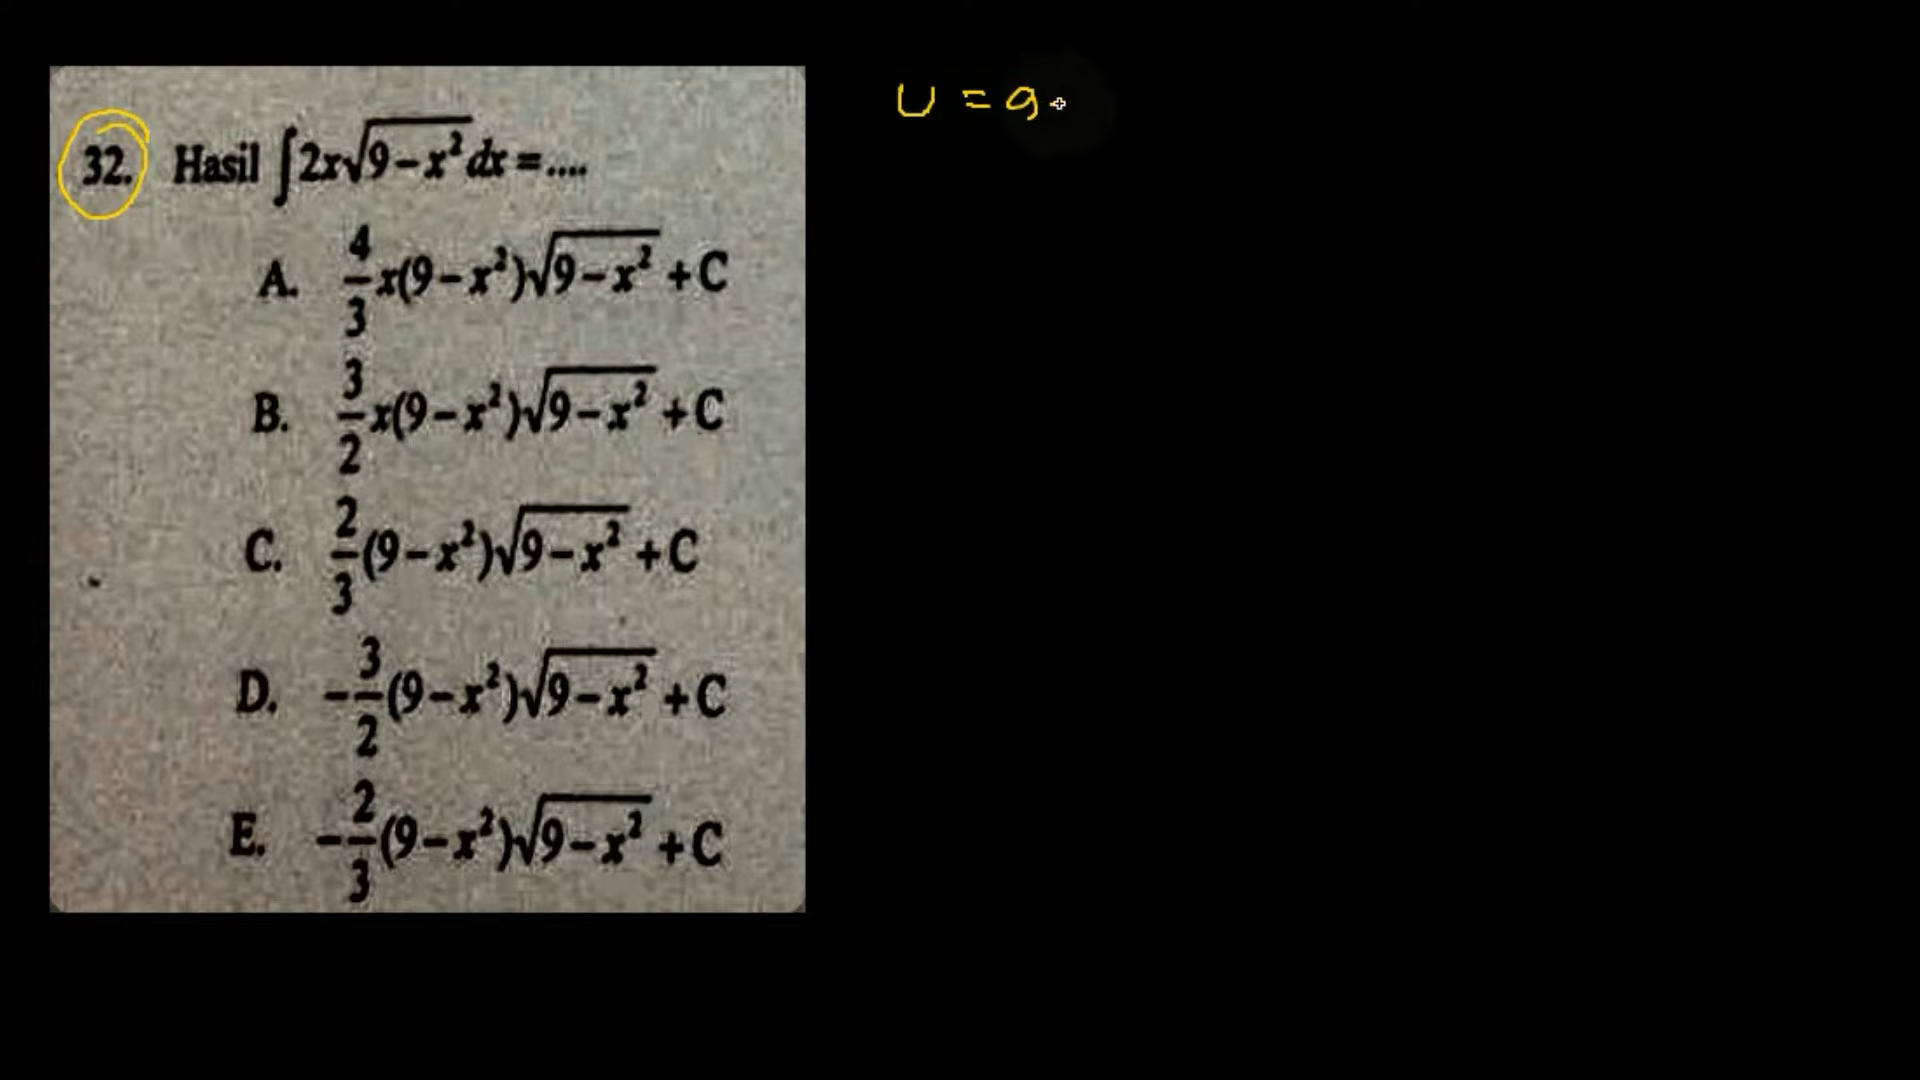 32. Hasil ∫2x√(9−x²) dx = ....
A. 4/3 x(9−x²)√(9−x²) + C
B. 3/2 x(9−x²)√(9−x²) + C
C. 2/3 (9−x²)√(9−x²) + C
D. −3/2 (9−x²)√(9−x²) + C
E. −2/3 (9−x²)√(9−x²) + C
U = 9